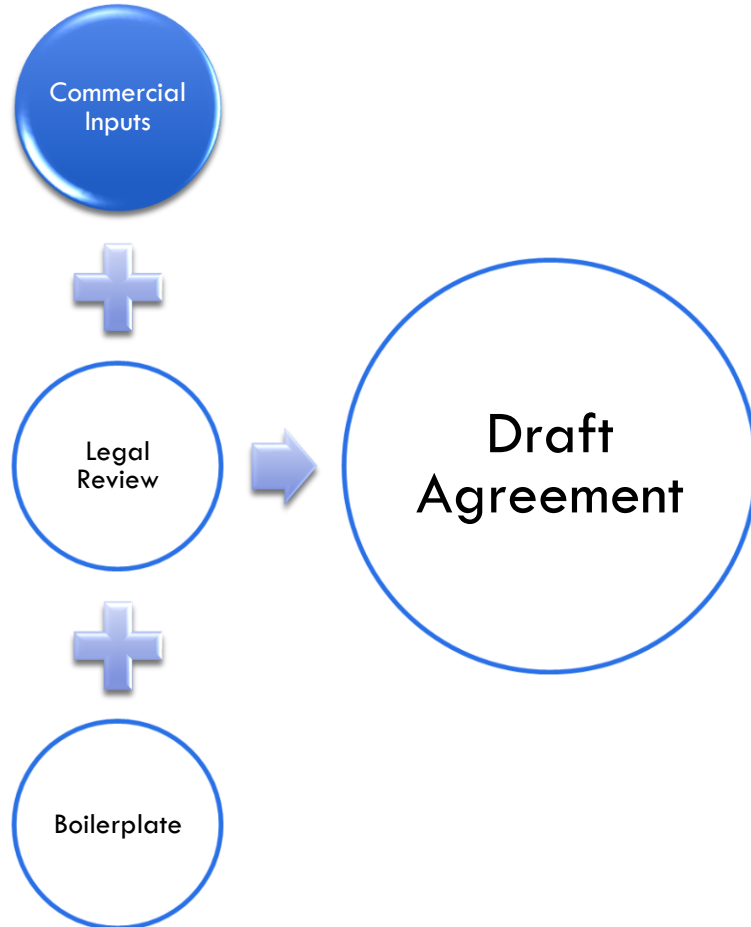 Commercial
Inputs
Legal
Review
Draft
Agreement
Boilerplate